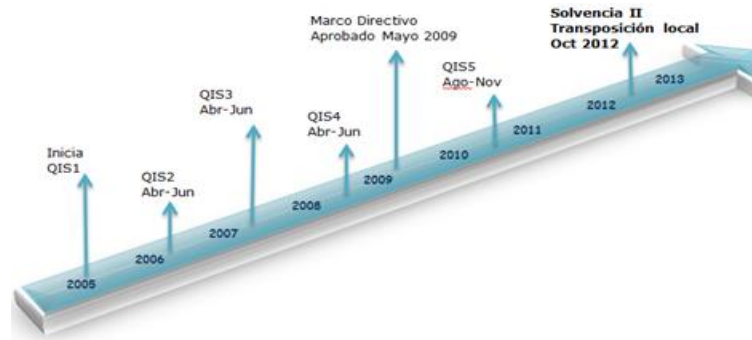 Inicia
QIS1
QIS2
Abr-Jun
QIS3
Abr-Jun
QIS4
Abr-Jun
Marco Directivo
Aprobado Mayo 2009
QIS5
Ago-Nov
Solvencia II
Transposición local
Oct 2012
2005
2006
2007
2008
2009
2010
2011
2012
2013